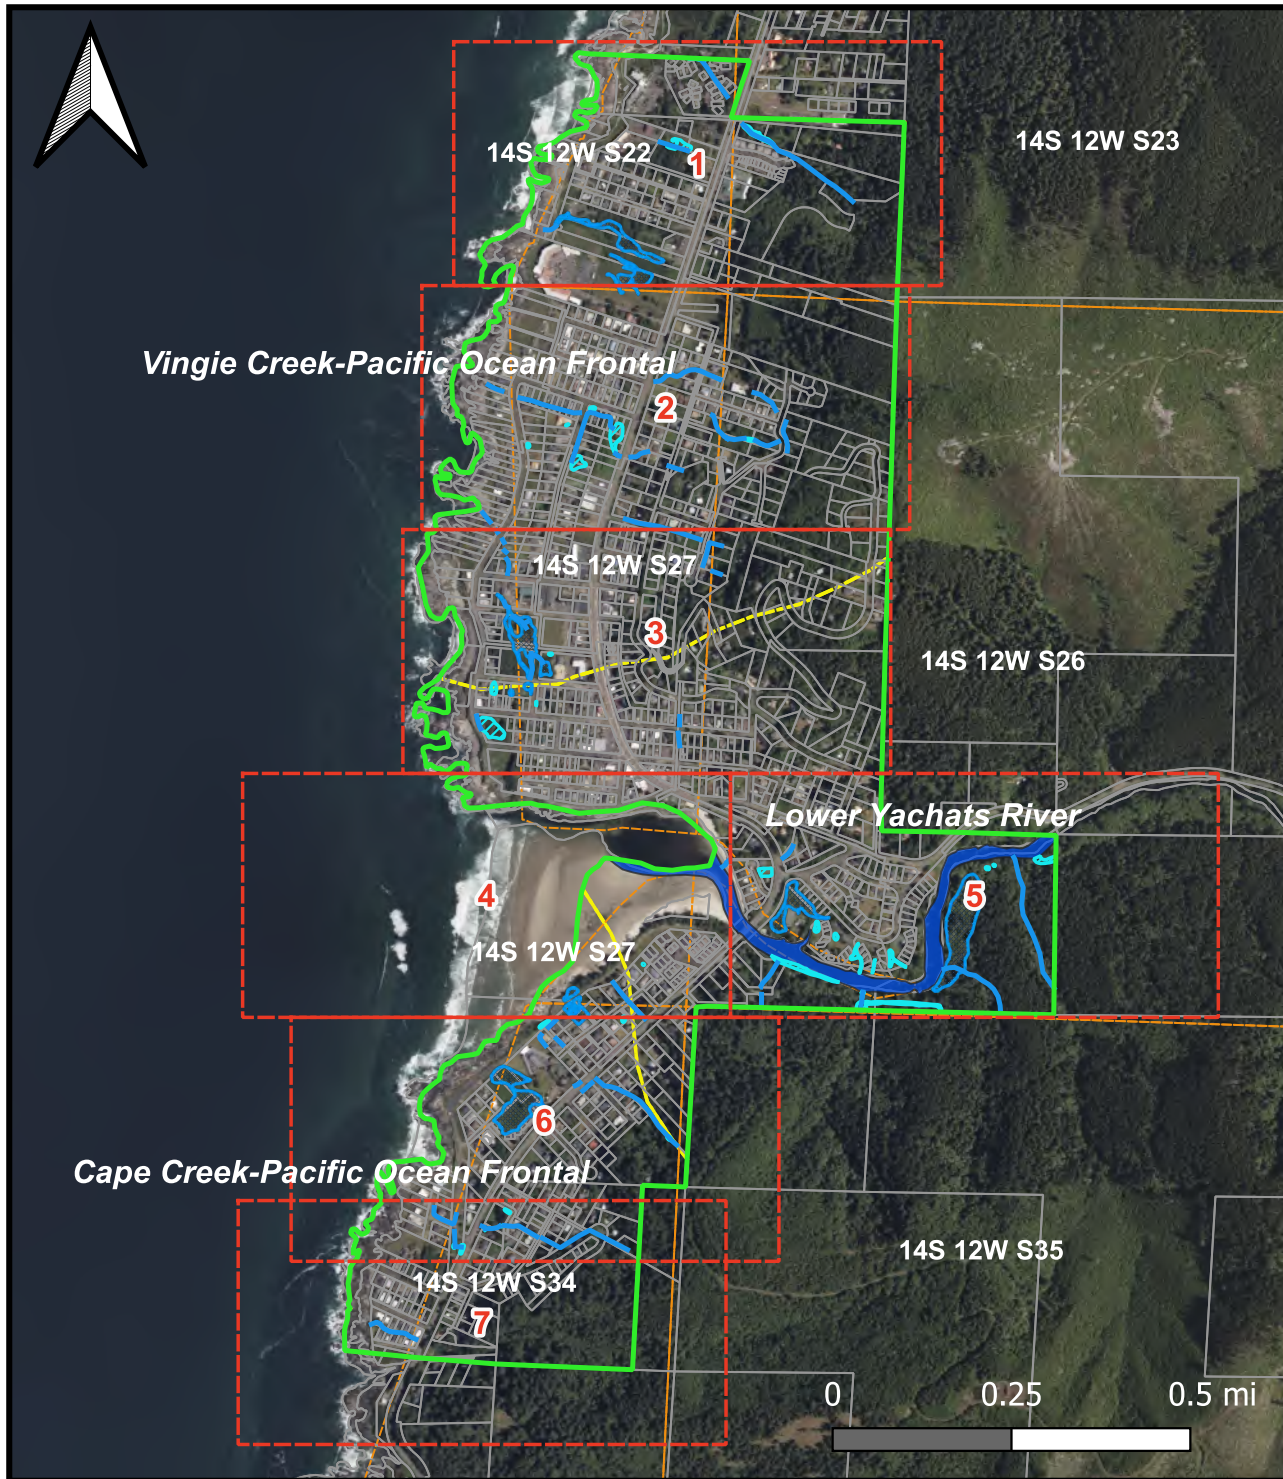 14S 12W S23
14S 12W S22
1
Vingie Creek-Pacific Ocean Frontal
2
14S 12W S27
3
14S 12W S26
Lower Yachats River
4
5
14S 12W S27
6
Cape Creek-Pacific Ocean Frontal
14S 12W S35
14S 12W S34
7
0 0.25 0.5 mi